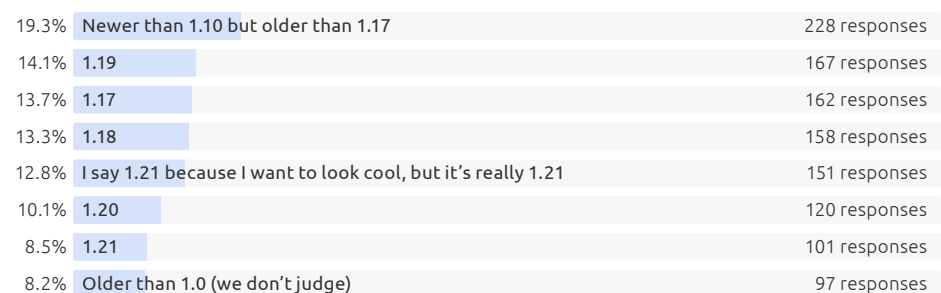 19.3% Newer than 1.10 but older than 1.17 228 responses
14.1% 1.19 167 responses
13.7% 1.17 162 responses
13.3% 1.18 158 responses
12.8% I say 1.21 because I want to look cool, but it’s really 1.21 151 responses
10.1% 1.20 120 responses
8.5% 1.21 101 responses
8.2% Older than 1.0 (we don’t judge) 97 responses